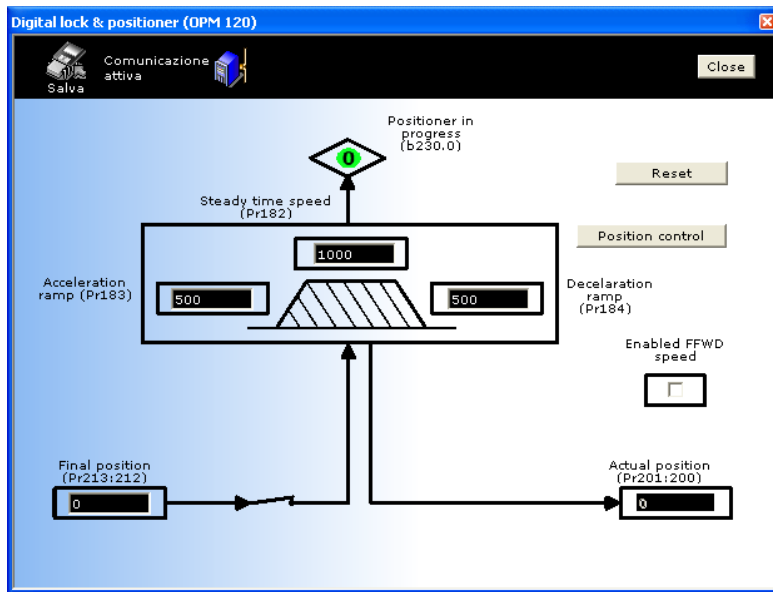 Digital lock & positioner (OPM 120)
Salva
Comunicazione
attiva
Close
Positioner in
progress
(b230.0)
0
Reset
Steady time speed
(Pr182)
Position control
1000
Acceleration
ramp (Pr183)
500
500
Decelaration
ramp
(Pr184)
Enabled FFWD
speed
Final position
(Pr213:212)
0
Actual position
(Pr201:200)
0